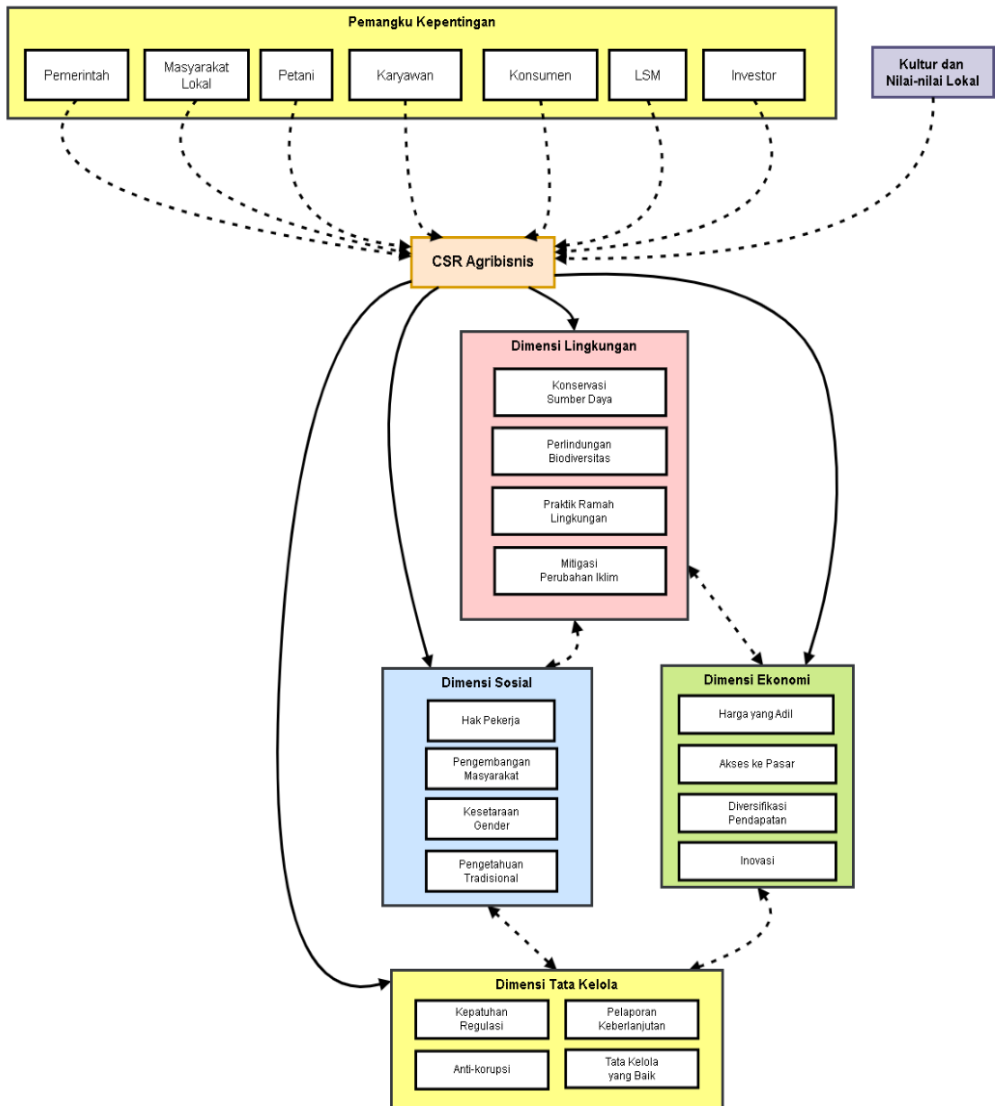 Pemangku Kepentingan
Pemerintah
Masyarakat
Lokal
Petani
Karyawan
Konsumen
LSM
Investor
Kultur dan
Nilai-nilai Lokal
CSR Agribisnis
Dimensi Lingkungan
Konservasi
Sumber Daya
Perlindungan
Biodiversitas
Praktik Ramah
Lingkungan
Mitigasi
Perubahan Iklim
Dimensi Sosial
Hak Pekerja
Pengembangan
Masyarakat
Kesetaraan
Gender
Pengetahuan
Tradisional
Dimensi Ekonomi
Harga yang Adil
Akses ke Pasar
Diversifikasi
Pendapatan
Inovasi
Dimensi Tata Kelola
Kepatuhan
Regulasi
Pelaporan
Keberlanjutan
Anti-korupsi
Tata Kelola
yang Baik